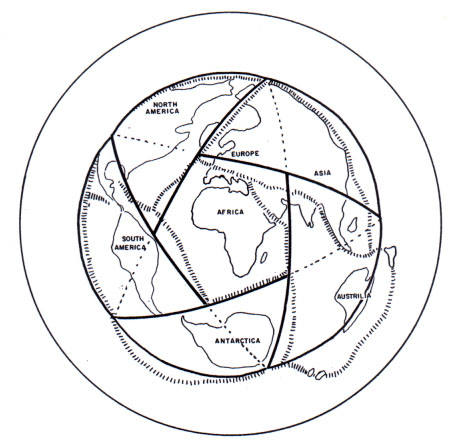 NORTH
AMERICA
EUROPE
ASIA
AFRICA
SOUTH
AMERICA
AUSTRILIA
ANTARCTICA